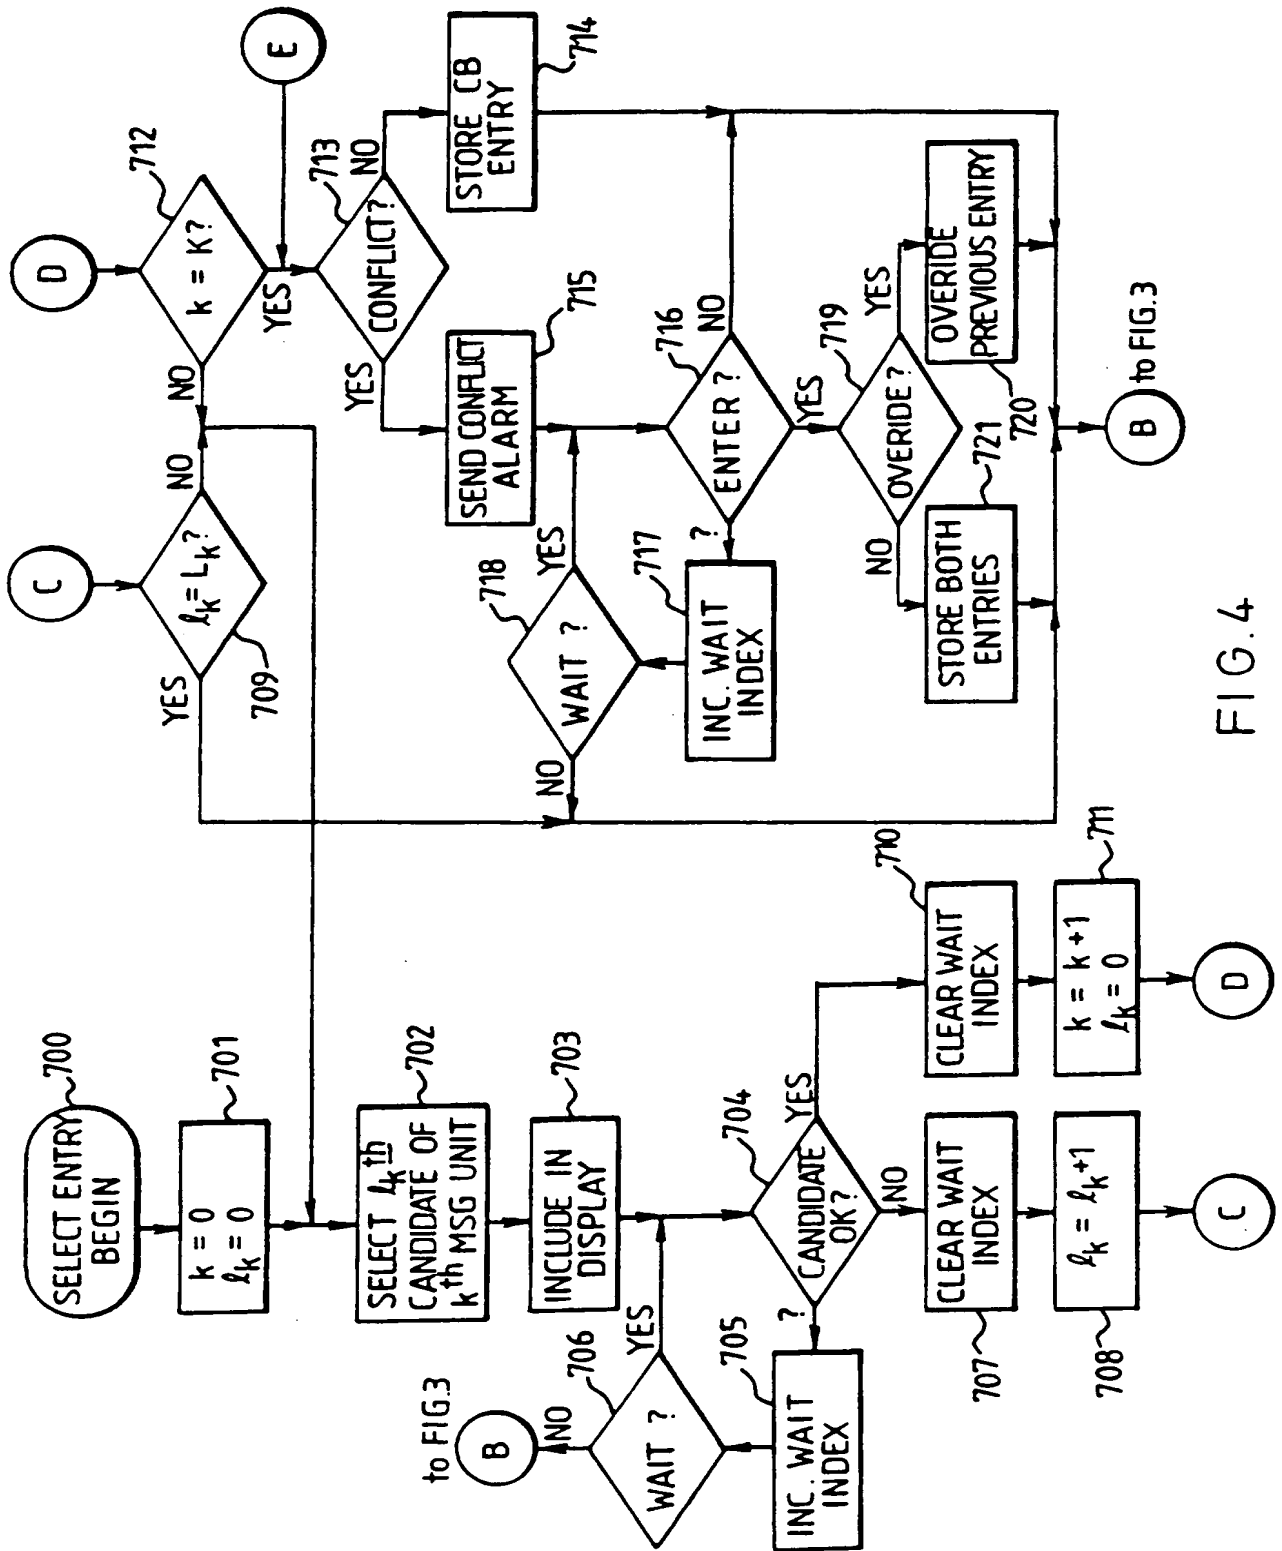 SELECT ENTRY
BEGIN
700
k = 0
ℓk = 0
701
SELECT ℓk th
CANDIDATE OF
kth MSG UNIT
702
INCLUDE IN
DISPLAY
703
CANDIDATE
OK?
704
YES
NO
?
INC. WAIT
INDEX
705
WAIT ?
706
YES
NO
B
to FIG.3
CLEAR WAIT
INDEX
707
ℓk = ℓk+1
708
C
CLEAR WAIT
INDEX
710
k = k+1
ℓk = 0
711
D
C
ℓk = Lk?
709
YES
NO
D
k = K?
712
NO
YES
E
CONFLICT?
713
YES
NO
STORE CB
ENTRY
714
SEND CONFLICT
ALARM
715
ENTER ?
716
NO
YES
?
INC. WAIT
INDEX
717
WAIT ?
718
YES
NO
OVERIDE?
719
YES
NO
OVERIDE
PREVIOUS ENTRY
720
STORE BOTH
ENTRIES
721
B
to FIG.3
FIG.4